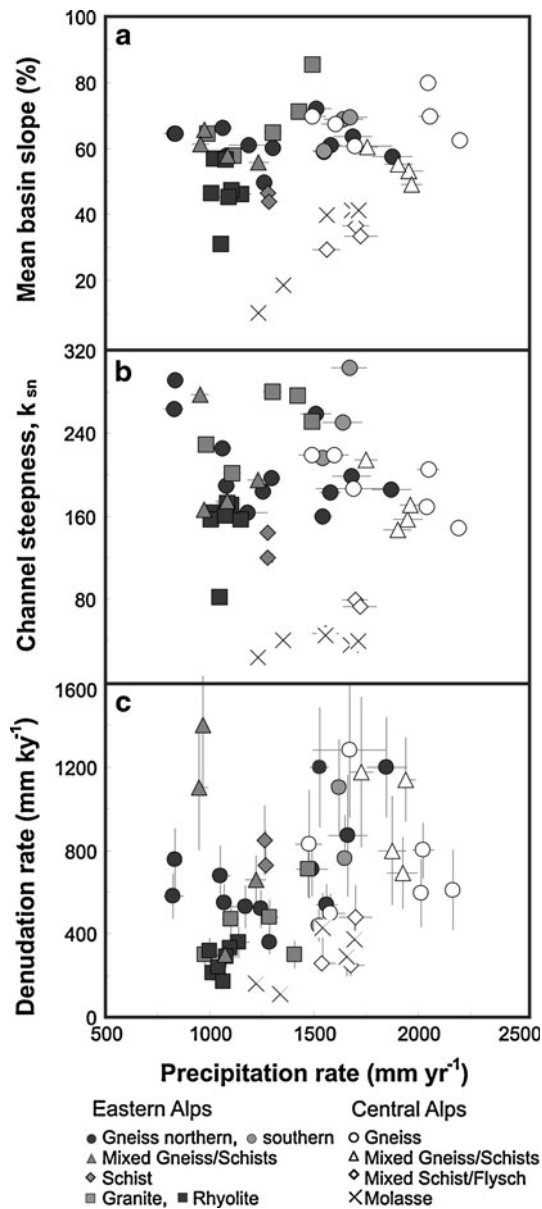 a
Mean basin slope (%)
100
80
60
40
20
b
Channel steepness, k sn
320
240
160
80
c
Denudation rate (mm ky-1)
1600
1200
800
400
0
500 1000 1500 2000 2500
Precipitation rate (mm yr-1)
Eastern Alps
Gneiss northern, southern
Mixed Gneiss/Schists
Schist
Granite, Rhyolite
Central Alps
Gneiss
Mixed Gneiss/Schists
Mixed Schist/Flysch
Molasse